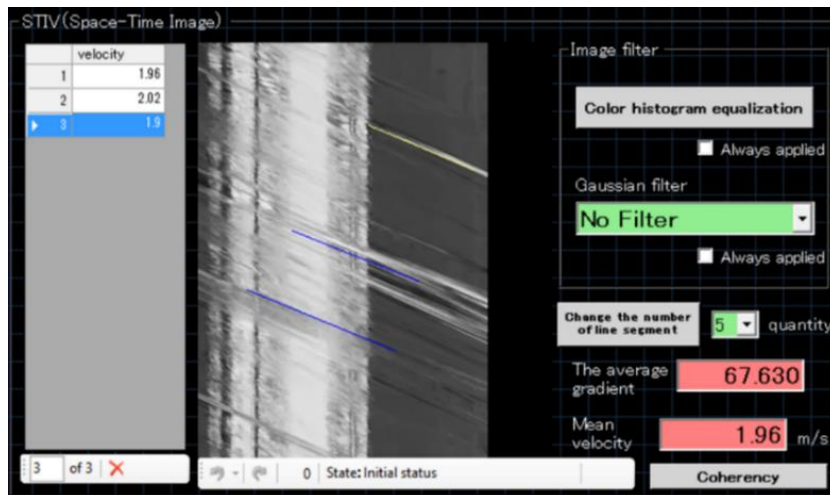 STIV(Space-Time Image)
velocity
1 1.96
2 2.02
3 1.9
3 of 3
0 State: Initial status
Image filter
Color histogram equalization
Always applied
Gaussian filter
No Filter
Always applied
Change the number
of line segment
5 quantity
The average
gradient
67.630
Mean
velocity
1.96 m/s
Coherency